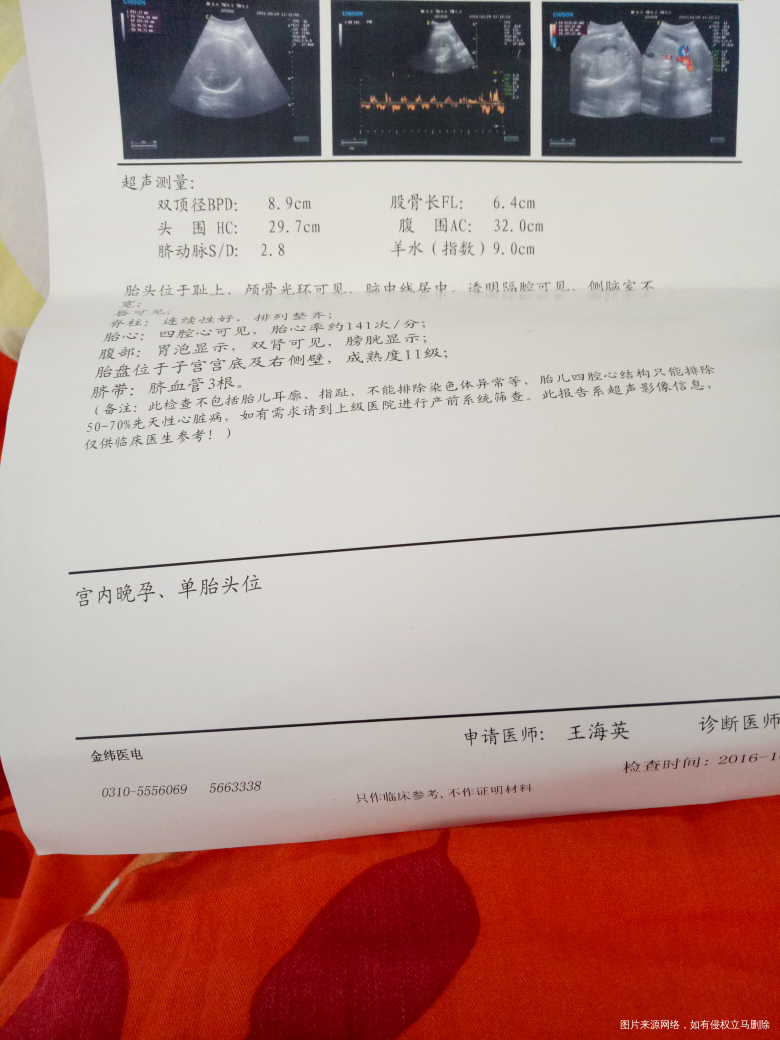 CHISON
CHISON
CHISON
超声测量:
双顶径BPD: 8.9cm 股骨长FL: 6.4cm
头 围 HC: 29.7cm 腹 围AC: 32.0cm
脐动脉S/D: 2.8 羊水(指数)9.0cm
胎头位于耻上, 颅骨光环可见, 脑中线居中, 透明隔腔可见, 侧脑室不
宽;
唇可见;
脊柱: 连续性好, 排列整齐;
胎心: 四腔心可见, 胎心率约141次/分;
腹部: 胃泡显示, 双肾可见, 膀胱显示;
胎盘位于子宫宫底及右侧壁, 成熟度II级;
脐带: 脐血管3根。
(备注: 此检查不包括胎儿耳廓、指趾, 不能排除染色体异常等, 胎儿四腔心结构只能排除
50-70%先天性心脏病, 如有需求请到上级医院进行产前系统筛查。此报告系超声影像信息,
仅供临床医生参考! )
宫内晚孕、单胎头位
申请医师: 王海英 诊断医师
金纬医电
检查时间: 2016-1
0310-5556069 5663338
只作临床参考,不作证明材料
图片来源网络，如有侵权立马删除